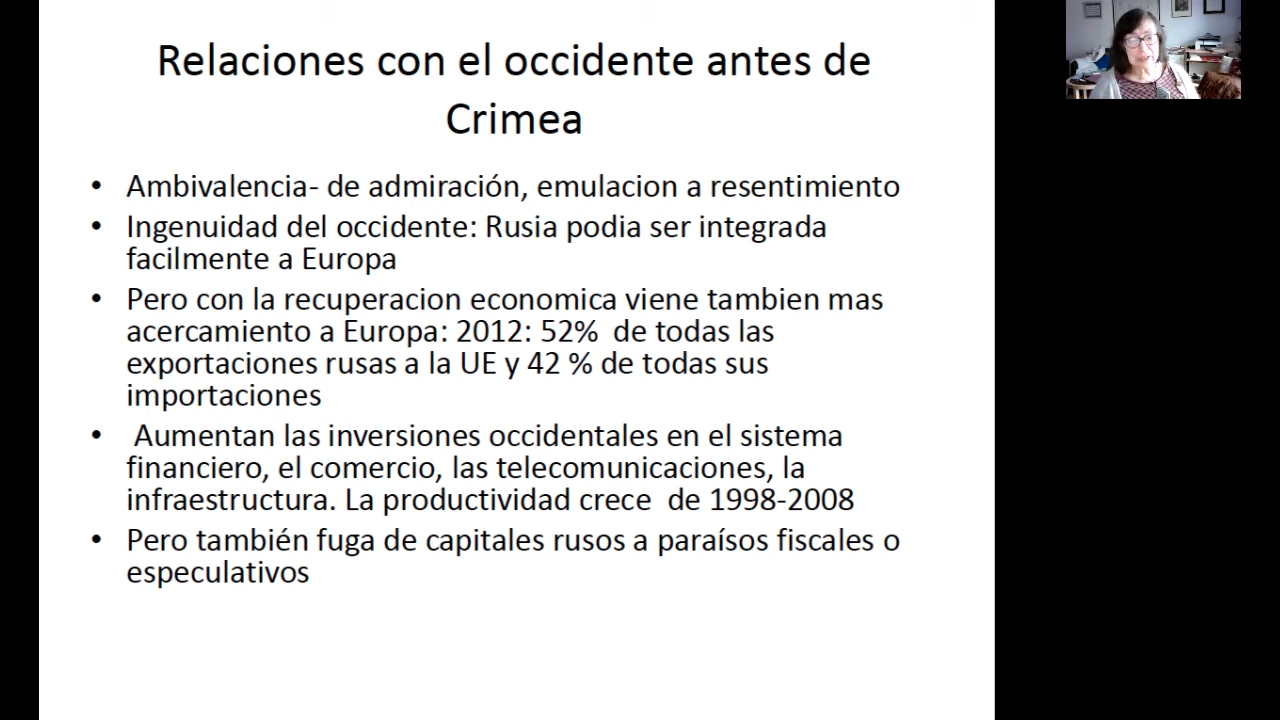 Relaciones con el occidente antes de
Crimea
• Ambivalencia- de admiración, emulacion a resentimiento
• Ingenuidad del occidente: Rusia podia ser integrada
facilmente a Europa
• Pero con la recuperacion economica viene tambien mas
acercamiento a Europa: 2012: 52% de todas las
exportaciones rusas a la UE y 42 % de todas sus
importaciones
• Aumentan las inversiones occidentales en el sistema
financiero, el comercio, las telecomunicaciones, la
infraestructura. La productividad crece de 1998-2008
• Pero también fuga de capitales rusos a paraísos fiscales o
especulativos